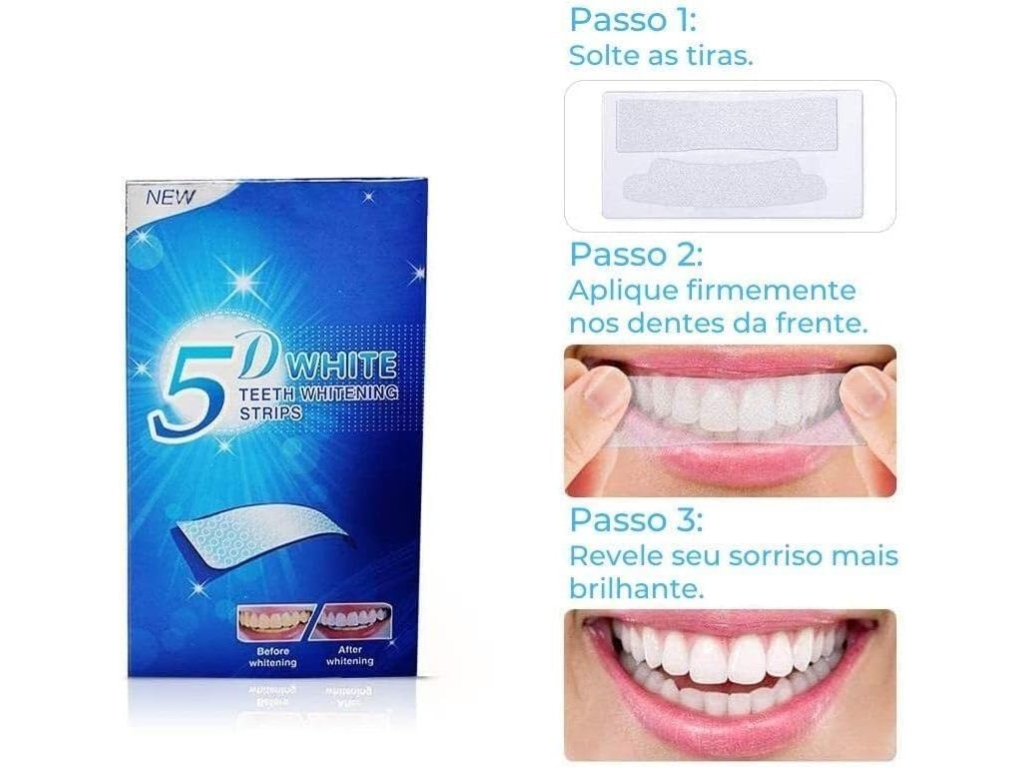 NEW
5D WHITE
TEETH WHITENING
STRIPS
Before
whitening
After
whitening
Passo 1:
Solte as tiras.
Passo 2:
Aplique firmemente
nos dentes da frente.
Passo 3:
Revele seu sorriso mais
brilhante.